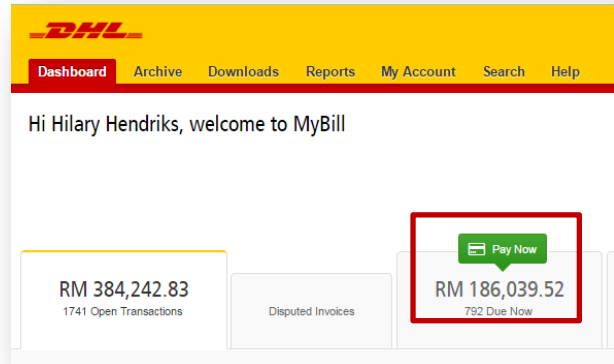 DHL
Dashboard Archive Downloads Reports My Account Search Help
Hi Hilary Hendriks, welcome to MyBill
Pay Now
RM 384,242.83
1741 Open Transactions
Disputed Invoices
RM 186,039.52
792 Due Now